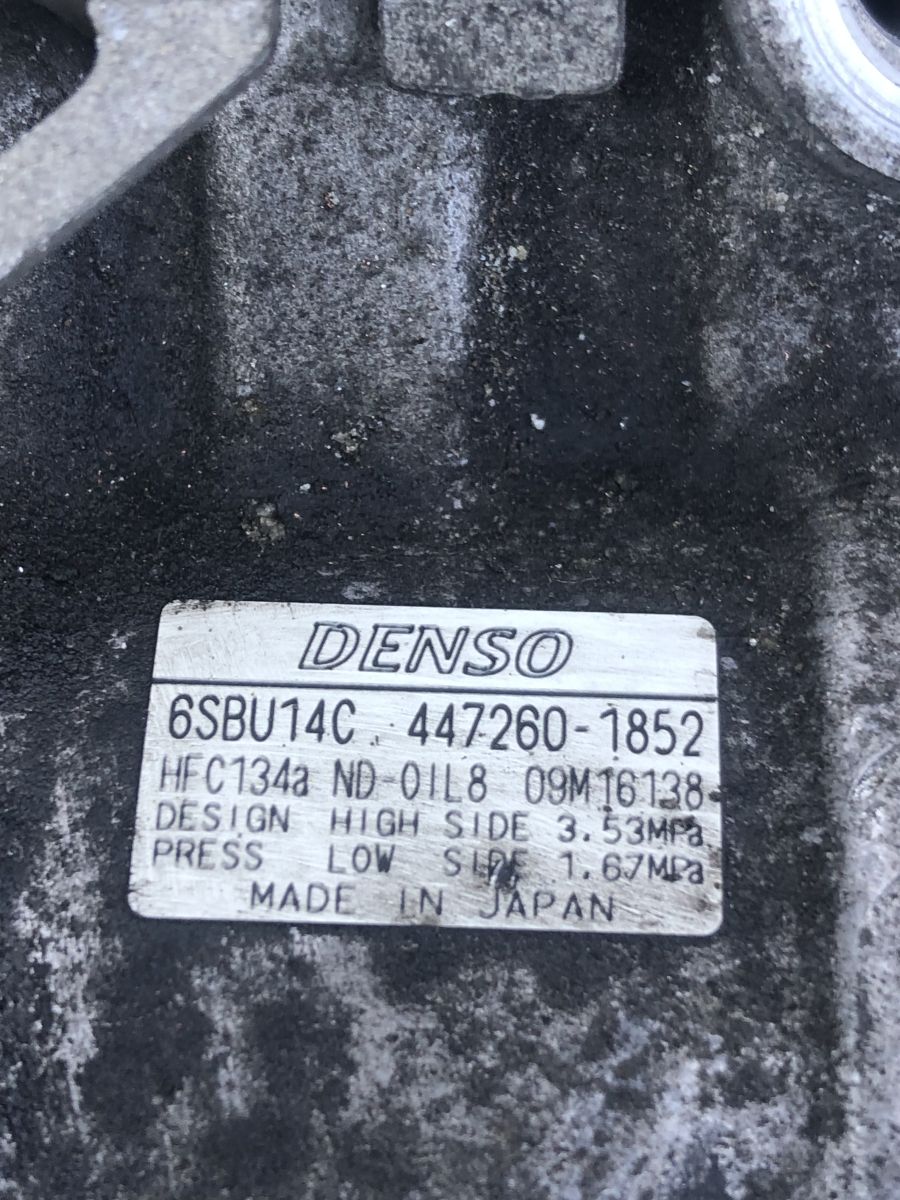 DENSO
6SBU14C 447260-1852
HFC134a ND-OIL8 09M16138
DESIGN HIGH SIDE 3.53MPa
PRESS LOW SIDE 1.67MPa
MADE IN JAPAN